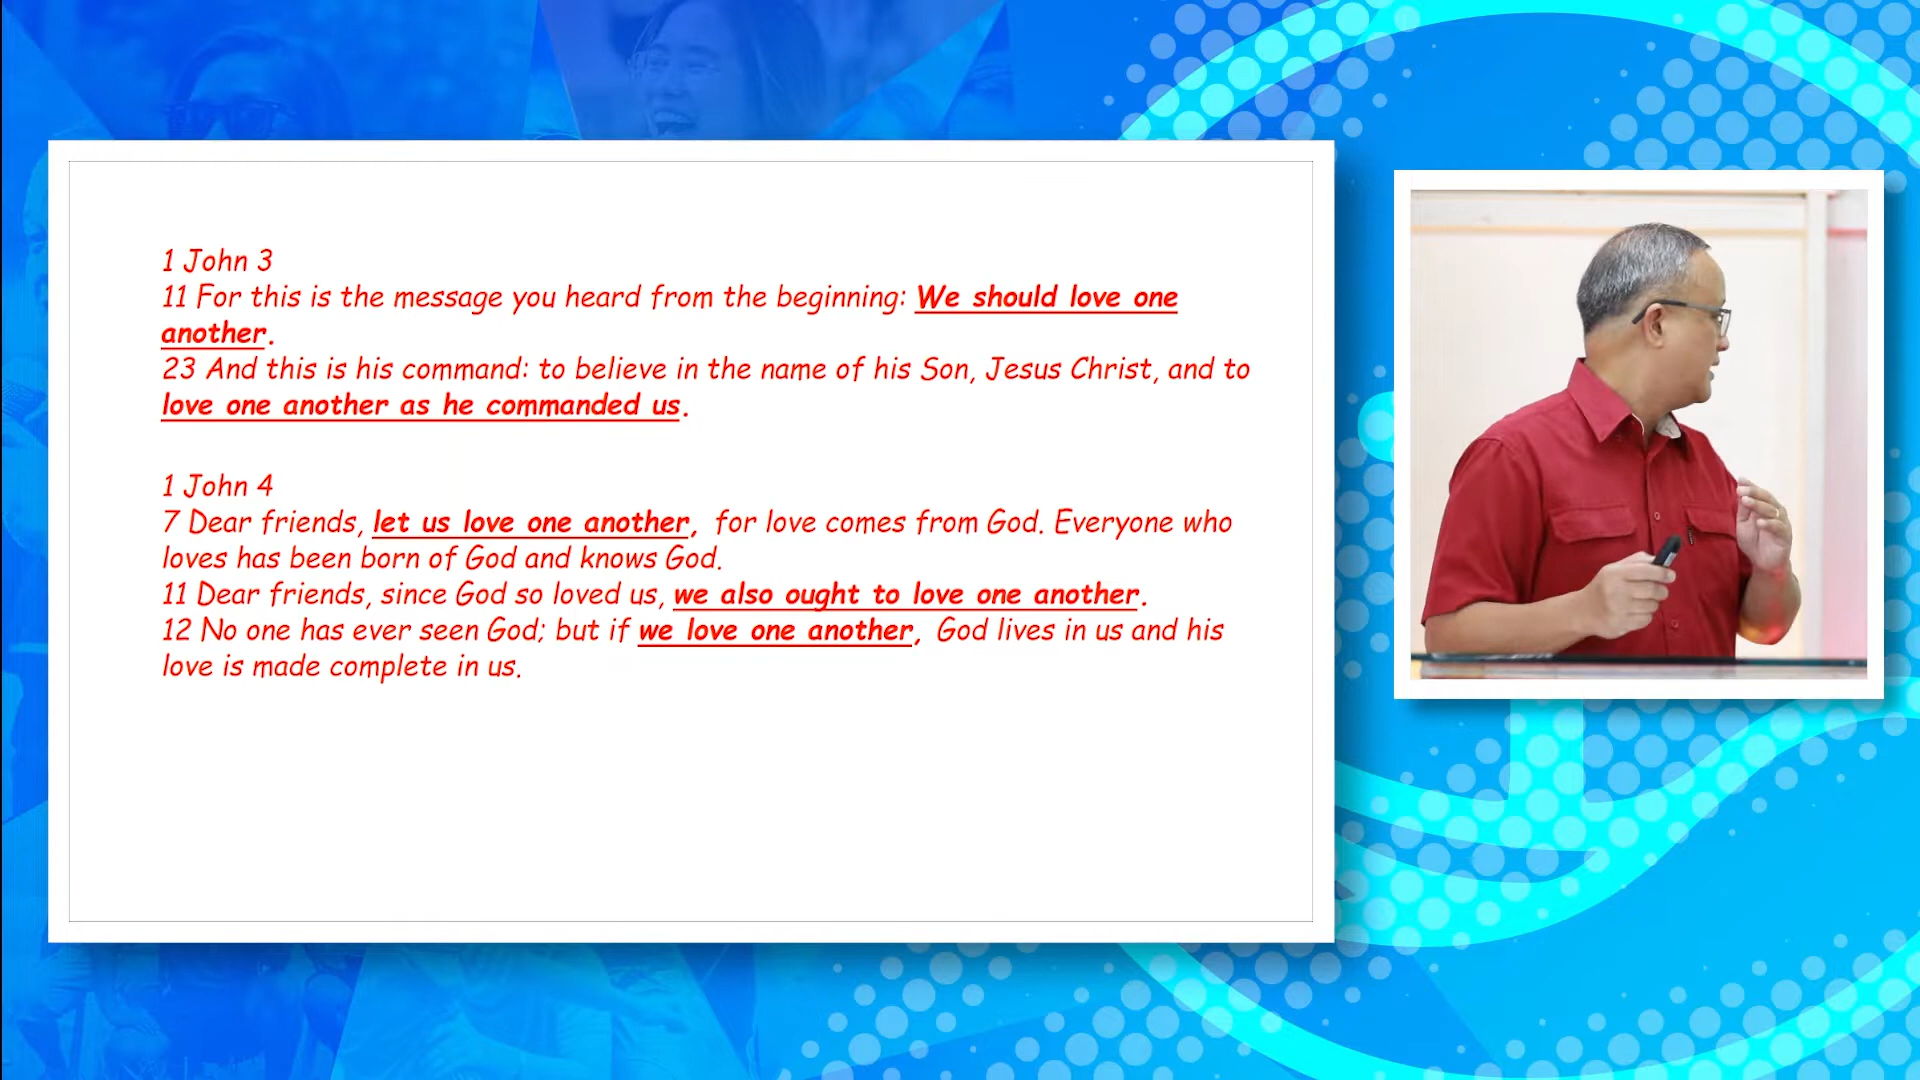 1 John 3
11 For this is the message you heard from the beginning: We should love one
another.
23 And this is his command: to believe in the name of his Son, Jesus Christ, and to
love one another as he commanded us.
1 John 4
7 Dear friends, let us love one another, for love comes from God. Everyone who
loves has been born of God and knows God.
11 Dear friends, since God so loved us, we also ought to love one another.
12 No one has ever seen God; but if we love one another, God lives in us and his
love is made complete in us.